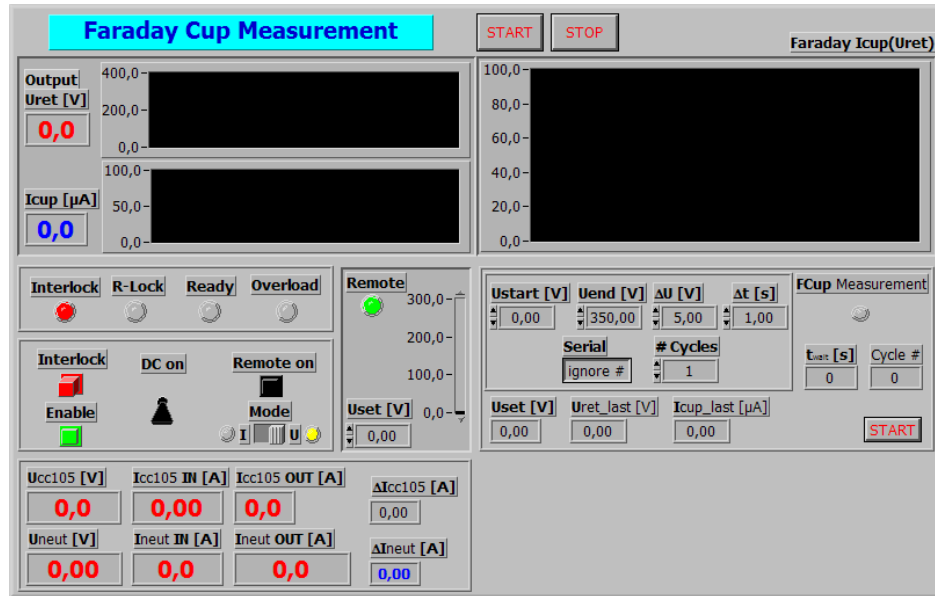 Faraday Cup Measurement
START
STOP
Faraday Icup(Uret)
Output
Uret [V]
0,0
400,0
200,0
0,0
Icup [µA]
0,0
100,0
50,0
0,0
100,0
80,0
60,0
40,0
20,0
0,0
Interlock
R-Lock
Ready
Overload
Interlock
DC on
Remote on
Enable
Mode
I
U
Remote
300,0
200,0
100,0
0,0
Uset [V]
0,00
Ustart [V]
Uend [V]
ΔU [V]
Δt [s]
0,00
350,00
5,00
1,00
Serial
# Cycles
ignore #
1
Uset [V]
Uret_last [V]
Icup_last [µA]
0,00
0,00
0,00
FCup Measurement
twait [s]
Cycle #
0
0
START
Ucc105 [V]
Icc105 IN [A]
Icc105 OUT [A]
ΔIcc105 [A]
0,0
0,00
0,0
0,00
Uneut [V]
Ineut IN [A]
Ineut OUT [A]
ΔIneut [A]
0,00
0,0
0,0
0,00